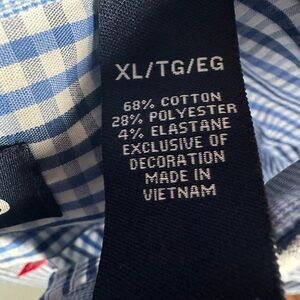 XL/TG/EG
68% COTTON
28% POLYESTER
4% ELASTANE
EXCLUSIVE OF
DECORATION
MADE IN
VIETNAM